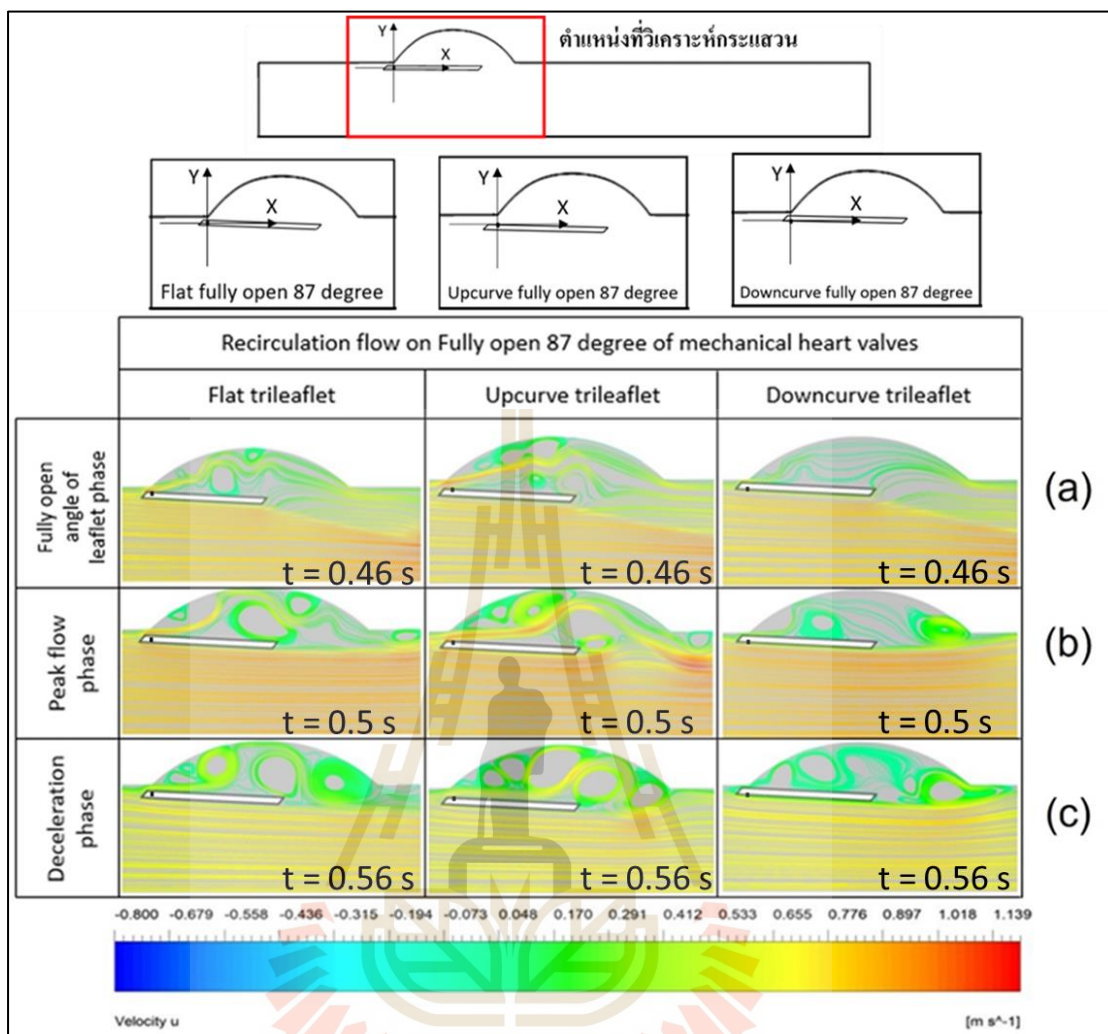 Y
X
ตำแหน่งที่วิเคราะห์กระแสวน
Y
X
Flat fully open 87 degree
Y
X
Upcurve fully open 87 degree
Y
X
Downcurve fully open 87 degree
Recirculation flow on Fully open 87 degree of mechanical heart valves
Flat trileaflet
Upcurve trileaflet
Downcurve trileaflet
Fully open
angle of
leaflet phase
t = 0.46 s
t = 0.46 s
t = 0.46 s
(a)
Peak flow
phase
t = 0.5 s
t = 0.5 s
t = 0.5 s
(b)
Deceleration
phase
t = 0.56 s
t = 0.56 s
t = 0.56 s
(c)
-0.800 -0.679 -0.558 -0.436 -0.315 -0.194 -0.073 0.048 0.170 0.291 0.412 0.533 0.655 0.776 0.897 1.018 1.139
Velocity u
[m s^-1]